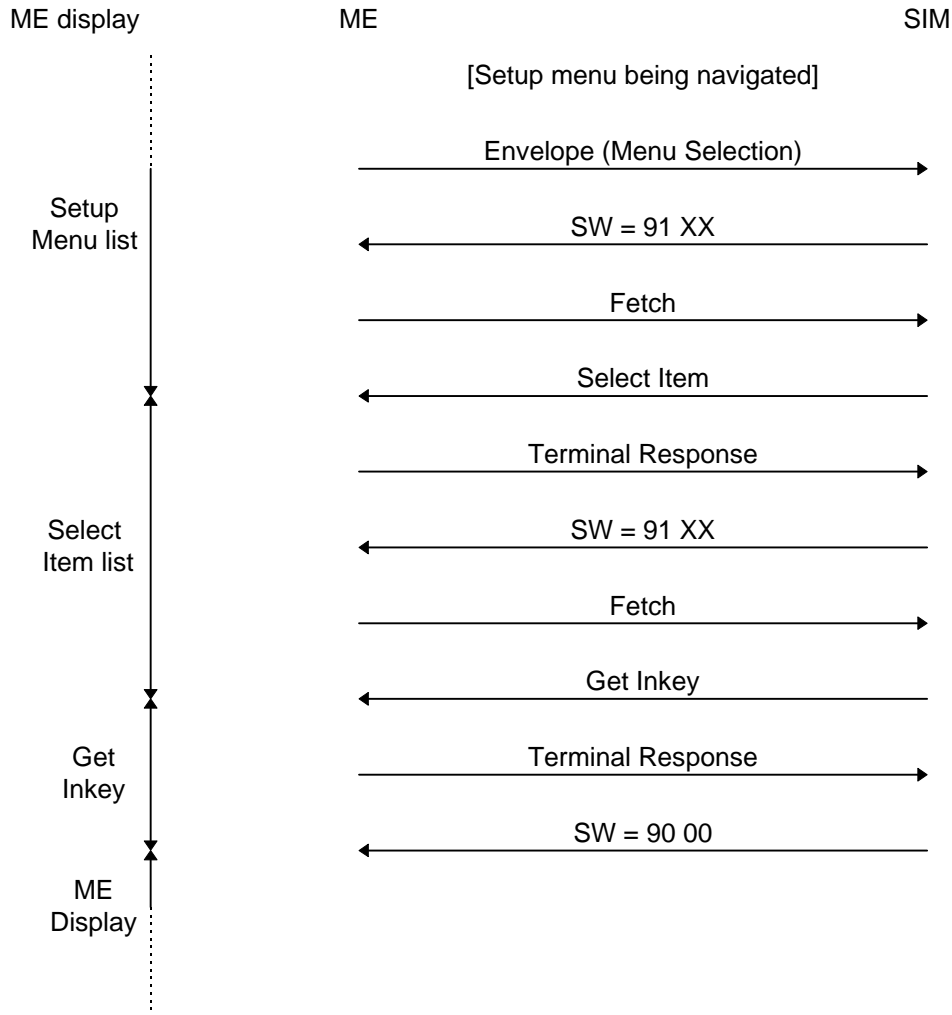 ME display ME SIM
[Setup menu being navigated]
Envelope (Menu Selection)
Setup
Menu list
SW = 91 XX
Fetch
Select Item
Terminal Response
Select
Item list
SW = 91 XX
Fetch
Get Inkey
Get
Inkey
Terminal Response
SW = 90 00
ME
Display